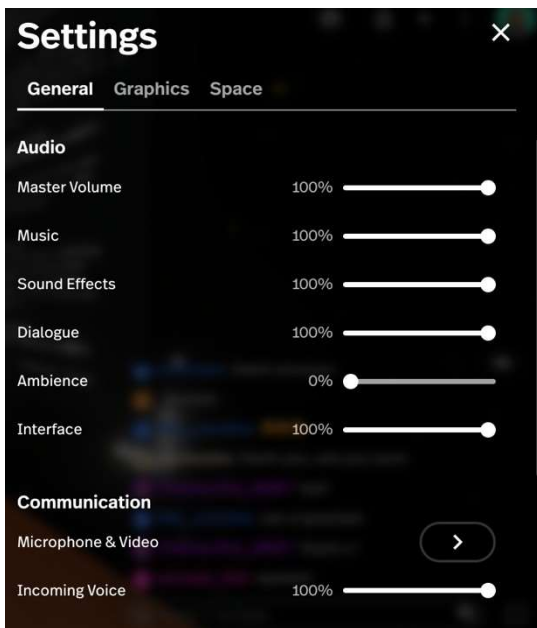 Settings
General Graphics Space
Audio
Master Volume 100%
Music 100%
Sound Effects 100%
Dialogue 100%
Ambience 0%
Interface 100%
Communication
Microphone & Video
Incoming Voice 100%